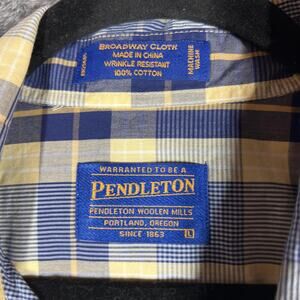 BROADWAY CLOTH
MADE IN CHINA
WRINKLE RESISTANT
100% COTTON
MACHINE
WASH
WARRANTED TO BE A
PENDLETON
PENDLETON WOOLEN MILLS
PORTLAND, OREGON
SINCE 1863
L